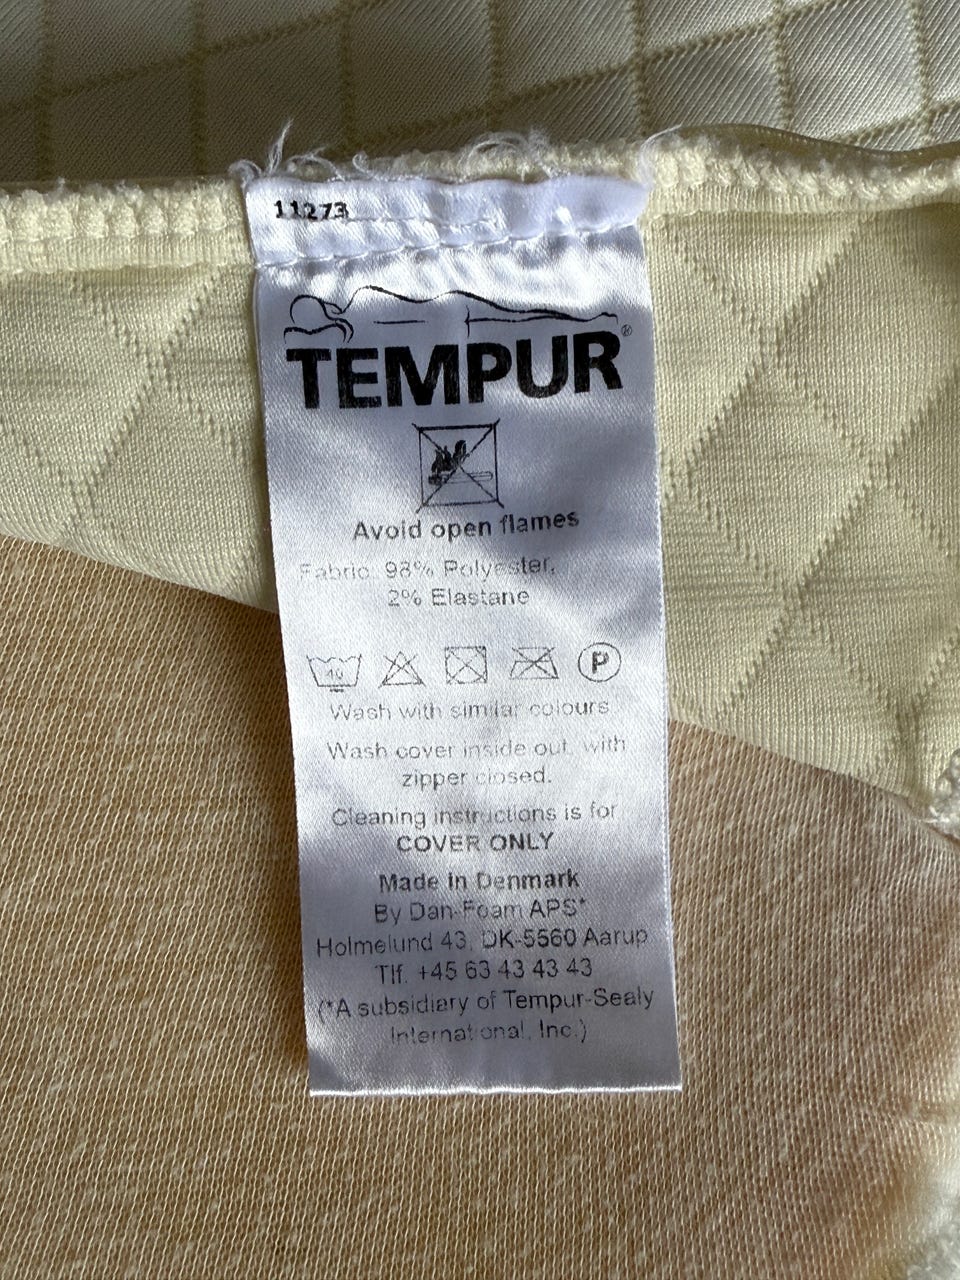 11273
TEMPUR®
Avoid open flames
Fabric: 98% Polyester,
2% Elastane
40
P
Wash with similar colours.
Wash cover inside out, with
zipper closed.
Cleaning instructions is for
COVER ONLY
Made in Denmark
By Dan-Foam APS*
Holmelund 43, DK-5560 Aarup
Tlf. +45 63 43 43 43
(*A subsidiary of Tempur-Sealy
International, Inc.)